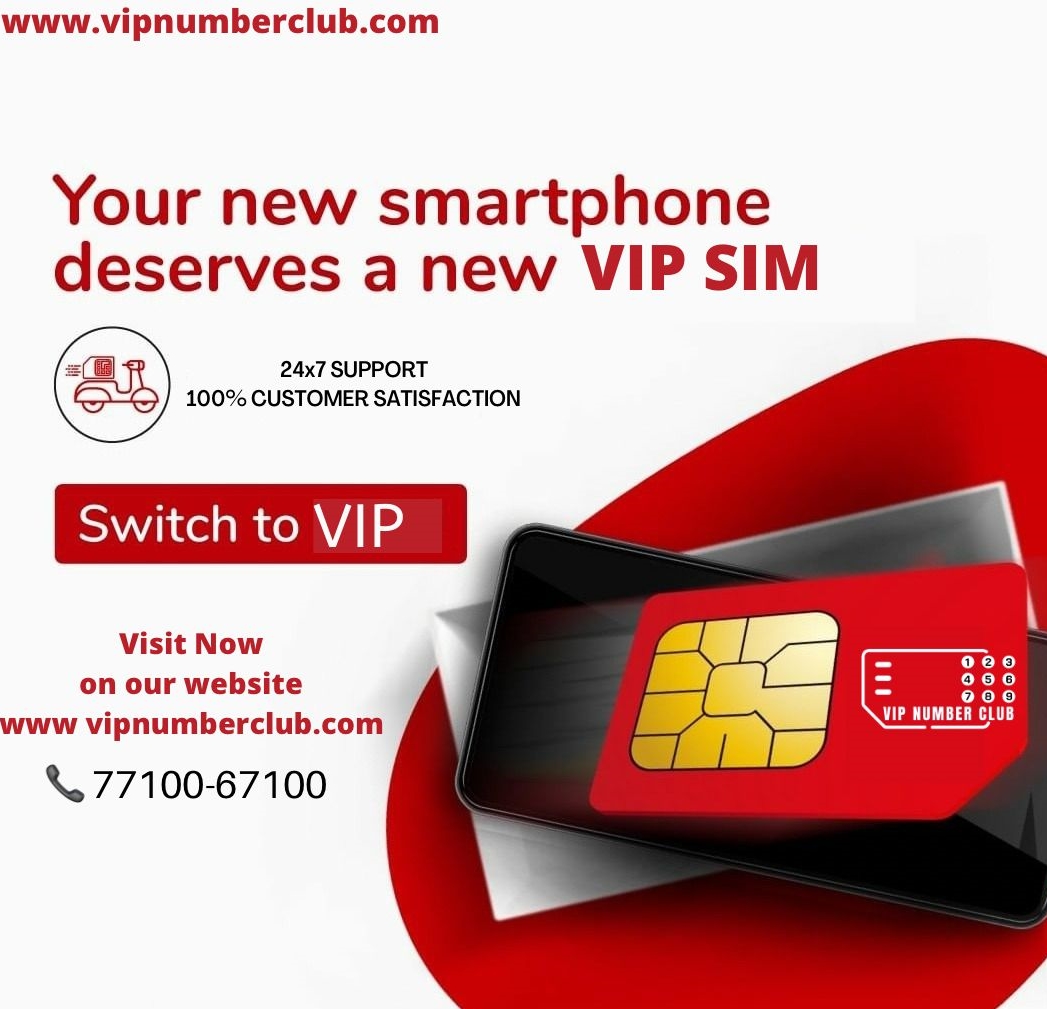 www.vipnumberclub.com
Your new smartphone
deserves a new VIP SIM
24x7 SUPPORT
100% CUSTOMER SATISFACTION
Switch to VIP
Visit Now
on our website
www vipnumberclub.com
77100-67100
1 2 3
4 5 6
7 8 9
VIP NUMBER CLUB